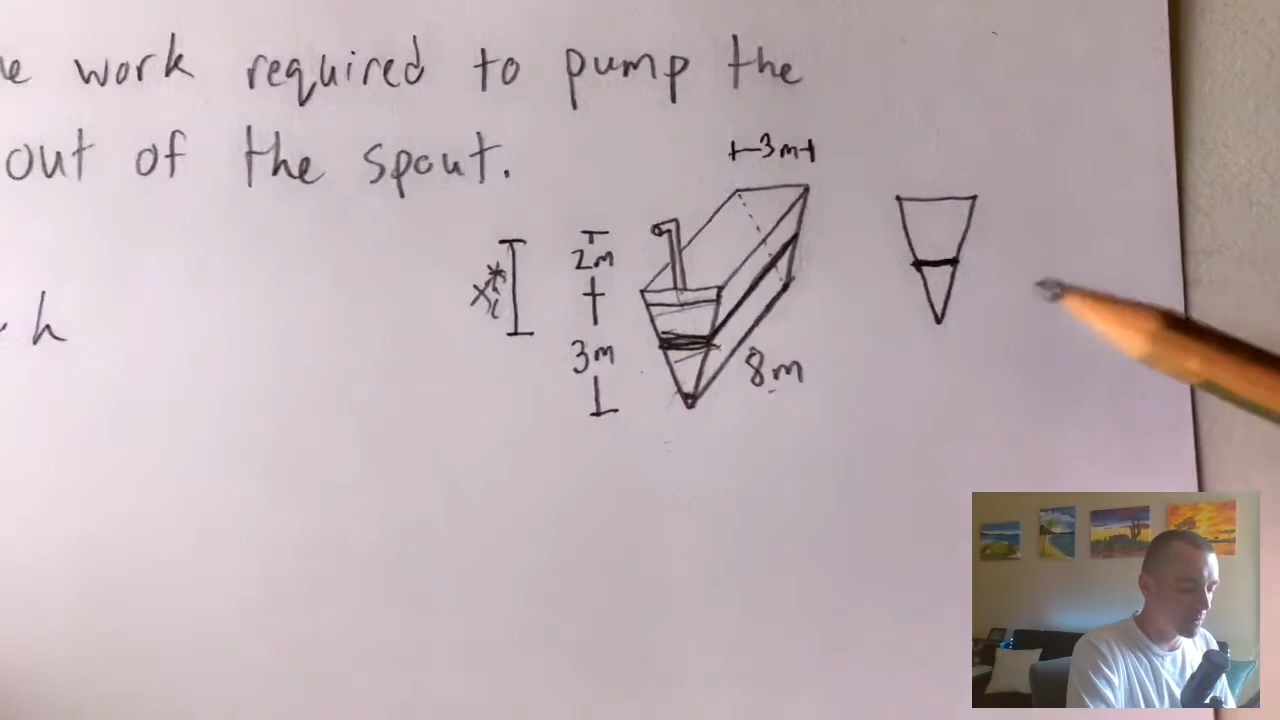 e work required to pump the
out of the spout.
3m
2m
x*i
h
3m
8m